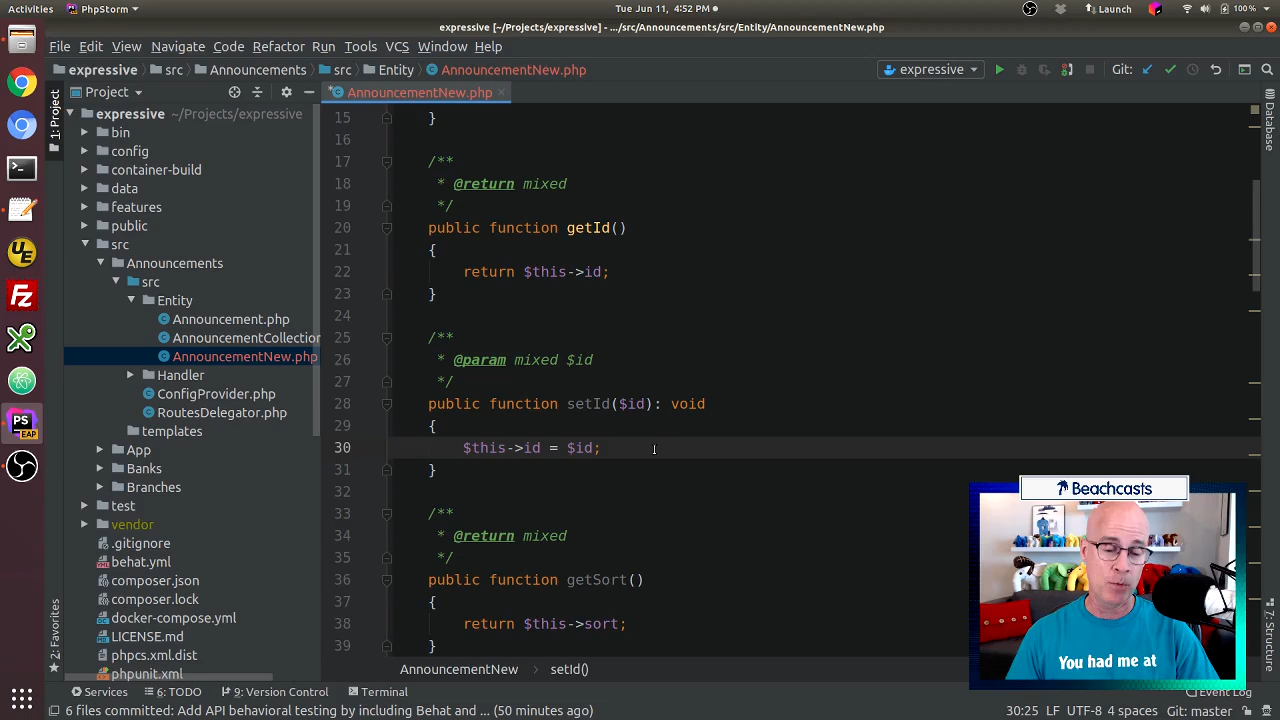 Activities PhpStorm Tue Jun 11, 4:52 PM Launch 100%
expressive [~/Projects/expressive] - .../src/Announcements/src/Entity/AnnouncementNew.php
File Edit View Navigate Code Refactor Run Tools VCS Window Help
expressive src Announcements src Entity AnnouncementNew.php expressive Git:
Project AnnouncementNew.php
1: Project
expressive ~/Projects/expressive
bin
config
container-build
data
features
public
src
Announcements
src
Entity
Announcement.php
AnnouncementCollection
AnnouncementNew.php
Handler
ConfigProvider.php
RoutesDelegator.php
templates
App
Banks
Branches
test
vendor
.gitignore
behat.yml
composer.json
composer.lock
docker-compose.yml
LICENSE.md
phpcs.xml.dist
phpunit.xml
2: Favorites
UE
Fz
PS
EAP
15 }
16
17 /**
18 * @return mixed
19 */
20 public function getId()
21 {
22 return $this->id;
23 }
24
25 /**
26 * @param mixed $id
27 */
28 public function setId($id): void
29 {
30 $this->id = $id;
31 }
32
33 /**
34 * @return mixed
35 */
36 public function getSort()
37 {
38 return $this->sort;
39 }
Database
7: Structure
Beachcasts
You had me at
AnnouncementNew setId()
Services 6: TODO 9: Version Control Terminal Event Log
6 files committed: Add API behavioral testing by including Behat and ... (50 minutes ago) 30:25 LF UTF-8 4 spaces Git: master